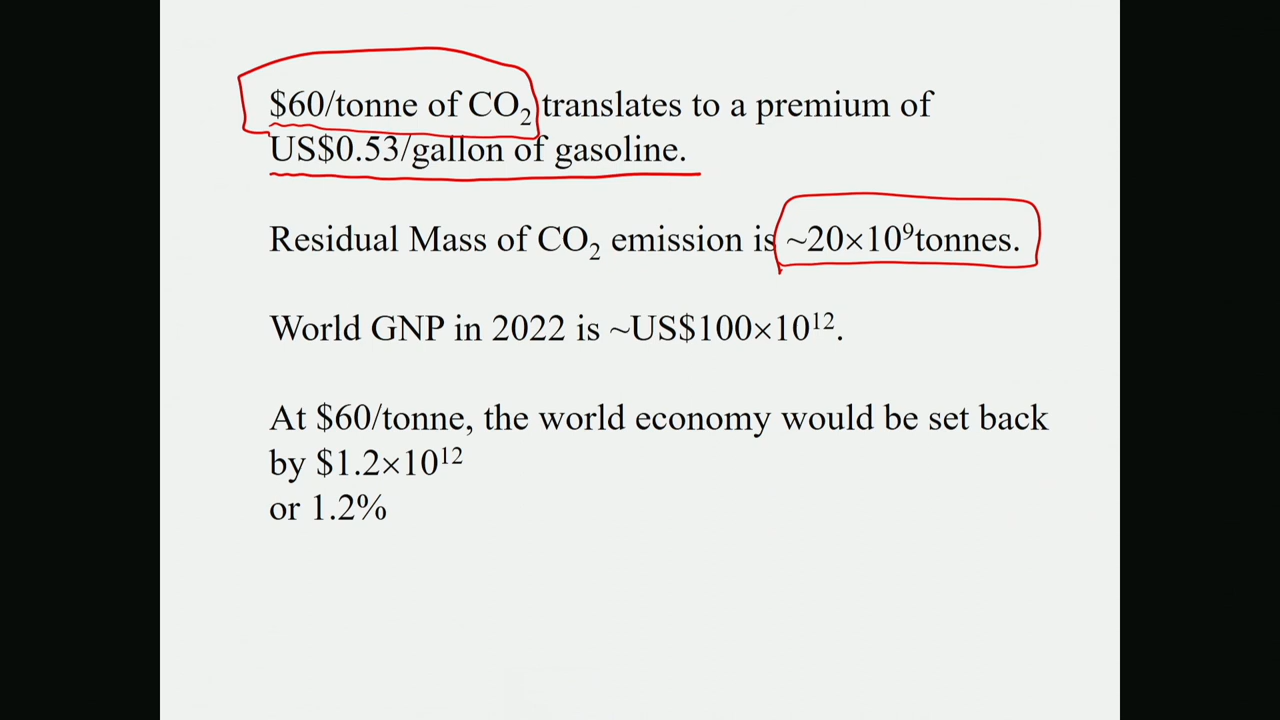 $60/tonne of CO₂ translates to a premium of
US$0.53/gallon of gasoline.
Residual Mass of CO₂ emission is ~20×10⁹tonnes.
World GNP in 2022 is ~US$100×10¹².
At $60/tonne, the world economy would be set back
by $1.2×10¹²
or 1.2%